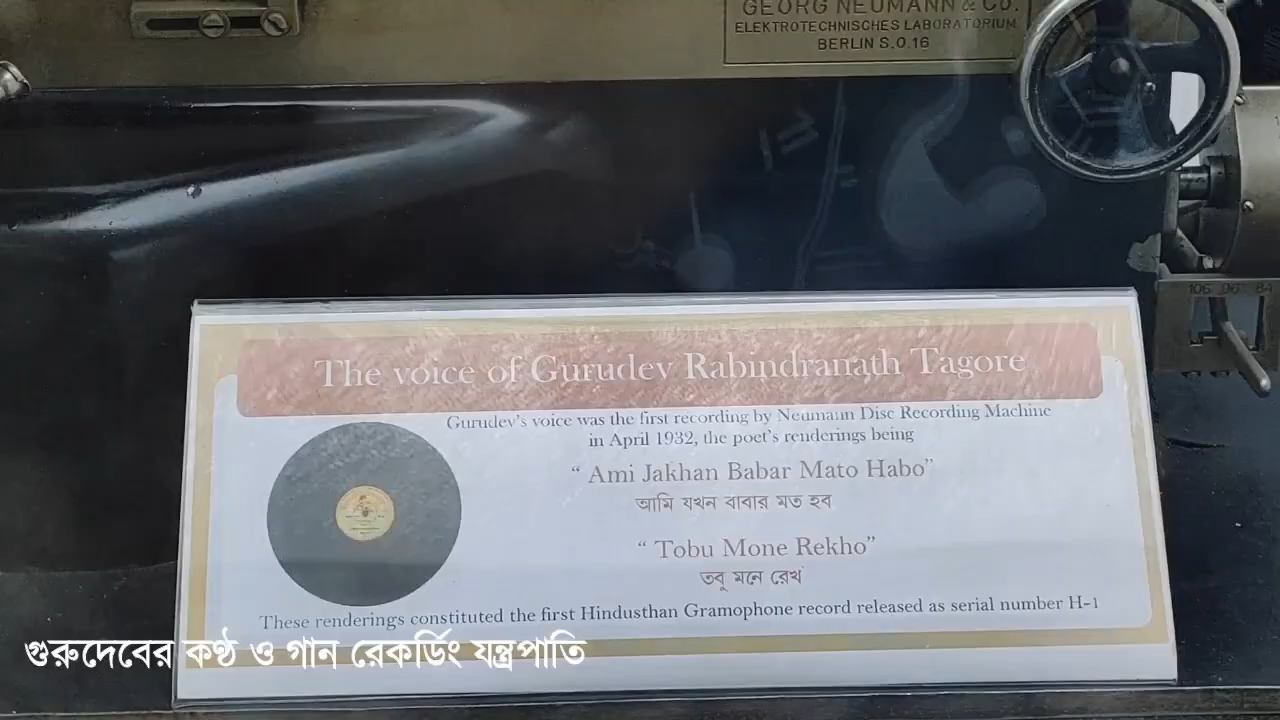 GEORG NEUMANN & CO.
ELEKTROTECHNISCHES LABORATORIUM
BERLIN S.O.16
106 96 84
The voice of Gurudev Rabindranath Tagore
Gurudev's voice was the first recording by Neumann Disc Recording Machine
in April 1932, the poet's renderings being
“ Ami Jakhan Babar Mato Habo”
আমি যখন বাবার মত হব
“ Tobu Mone Rekho”
তবু মনে রেখ
These renderings constituted the first Hindusthan Gramophone record released as serial number H-1
গুরুদেবের কণ্ঠ ও গান রেকর্ডিং যন্ত্রপাতি